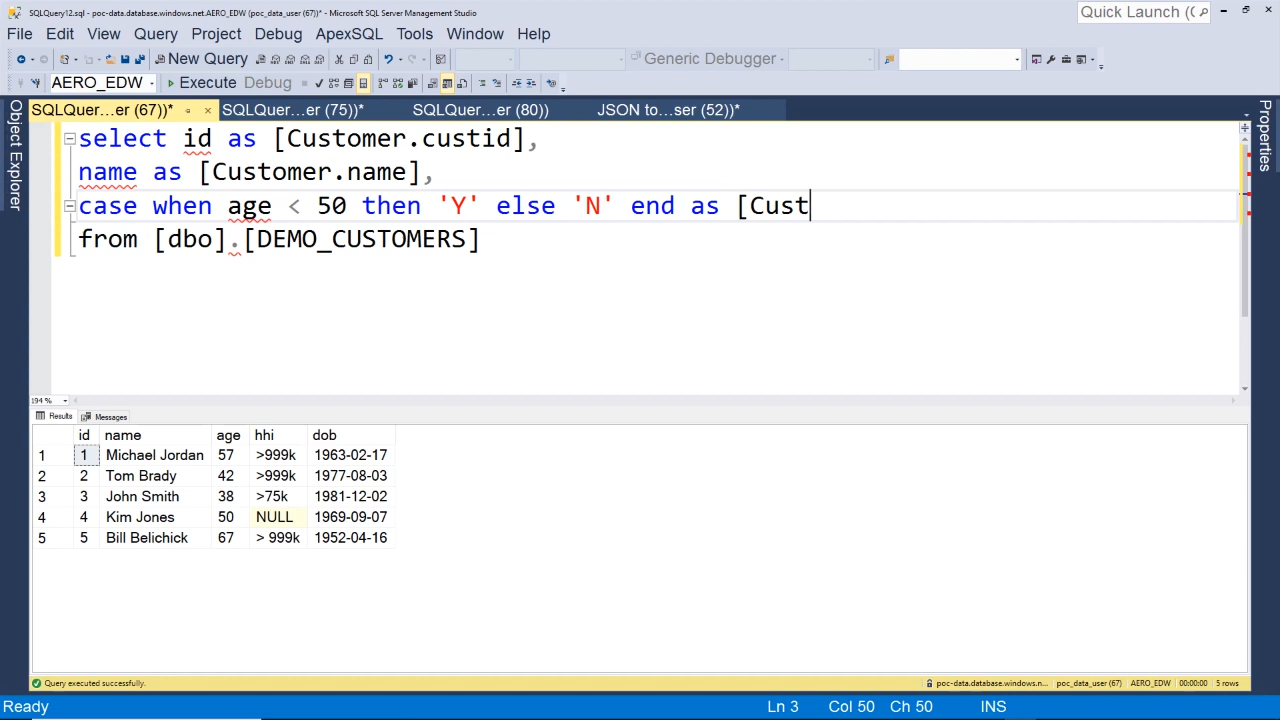 SQLQuery12.sql - poc-data.database.windows.net.AERO_EDW (poc_data_user (67))* - Microsoft SQL Server Management Studio
Quick Launch (
File Edit View Query Project Debug ApexSQL Tools Window Help
New Query Generic Debugger
AERO_EDW Execute Debug
SQLQuer...er (67))* SQLQuer...er (75))* SQLQuer...er (80)) JSON to...ser (52))*
Object Explorer
Properties
select id as [Customer.custid],
name as [Customer.name],
case when age < 50 then 'Y' else 'N' end as [Cust
from [dbo].[DEMO_CUSTOMERS]
194 %
Results Messages
id name age hhi dob
1 1 Michael Jordan 57 >999k 1963-02-17
2 2 Tom Brady 42 >999k 1977-08-03
3 3 John Smith 38 >75k 1981-12-02
4 4 Kim Jones 50 NULL 1969-09-07
5 5 Bill Belichick 67 > 999k 1952-04-16
Query executed successfully. poc-data.database.windows.n... poc_data_user (67) AERO_EDW 00:00:00 5 rows
Ready Ln 3 Col 50 Ch 50 INS